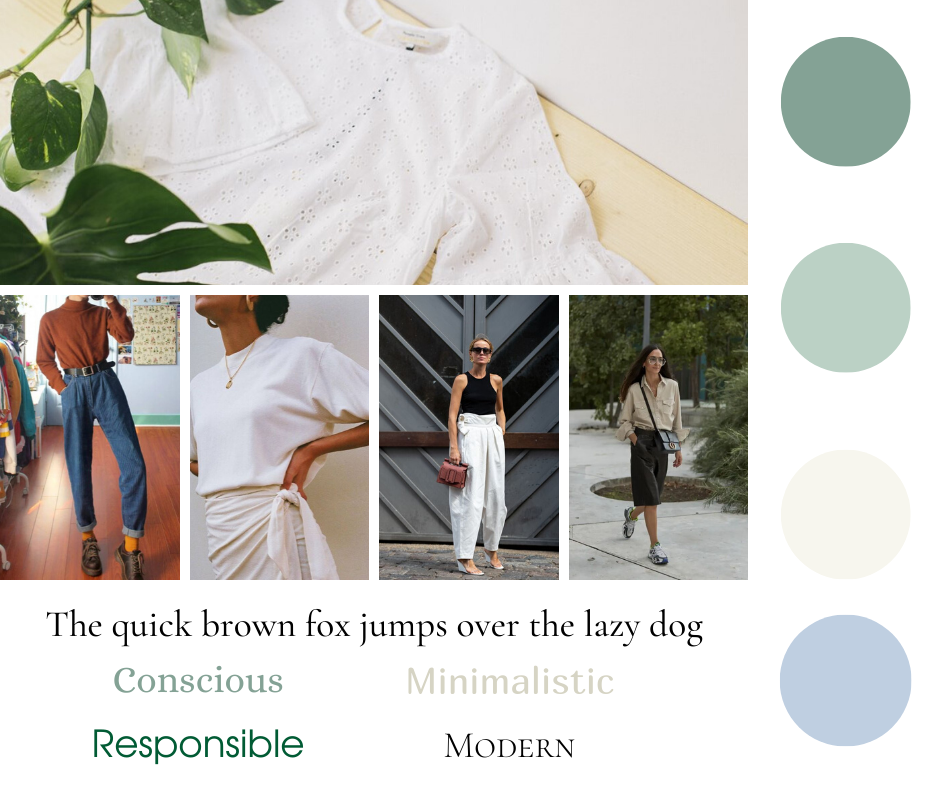 The quick brown fox jumps over the lazy dog
Conscious
Minimalistic
Responsible
MODERN